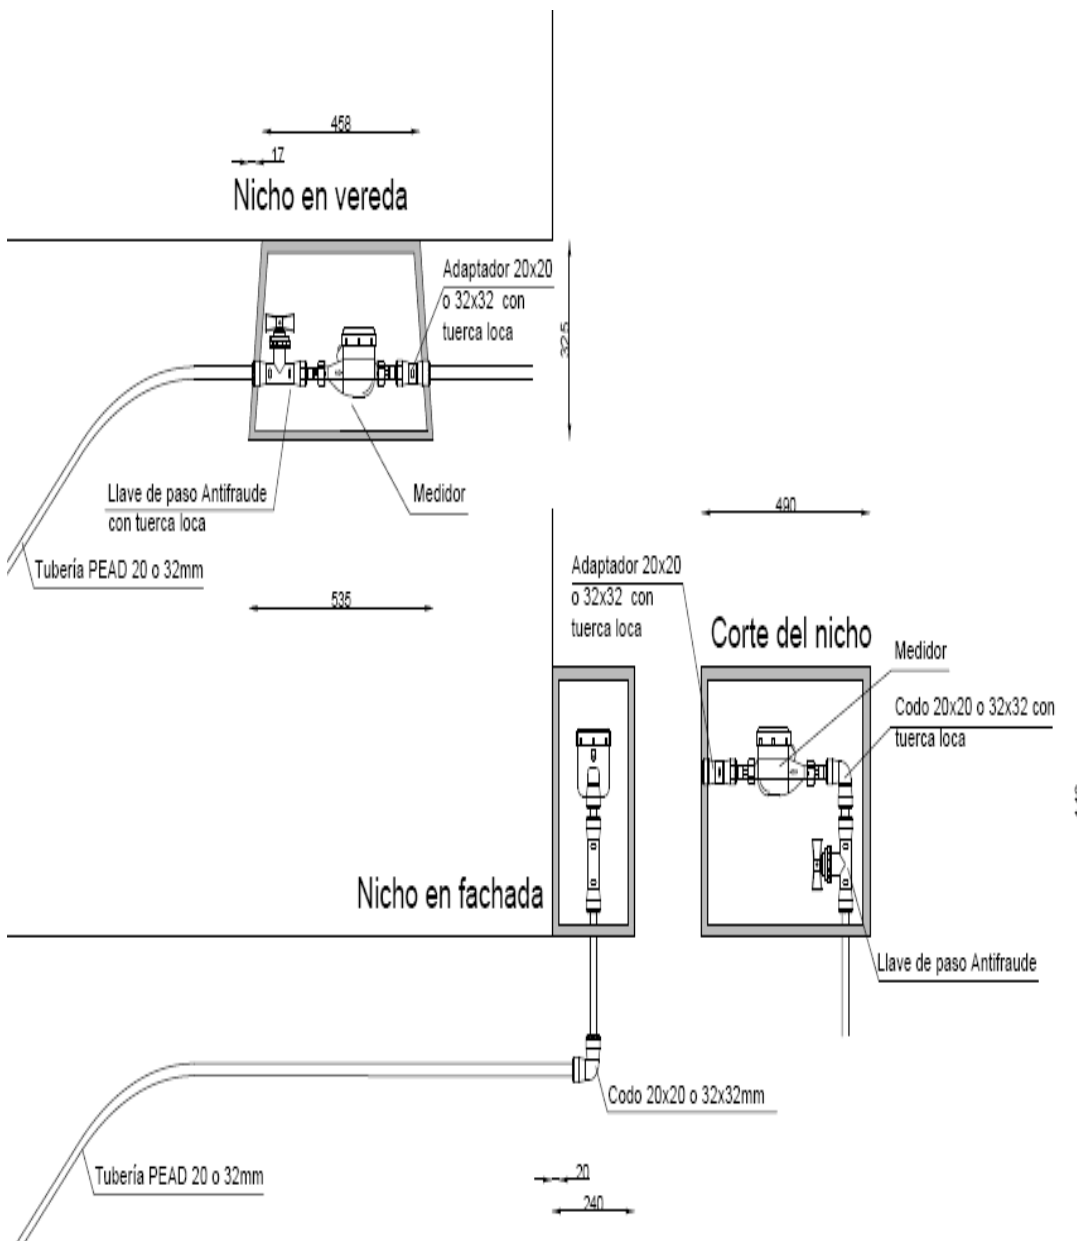 458
17
Nicho en vereda
Adaptador 20x20
o 32x32 con
tuerca loca
325
Llave de paso Antifraude
con tuerca loca
Medidor
Tubería PEAD 20 o 32mm
535
490
Adaptador 20x20
o 32x32 con
tuerca loca
Corte del nicho
Medidor
Codo 20x20 o 32x32 con
tuerca loca
Nicho en fachada
Llave de paso Antifraude
Codo 20x20 o 32x32mm
Tubería PEAD 20 o 32mm
20
240